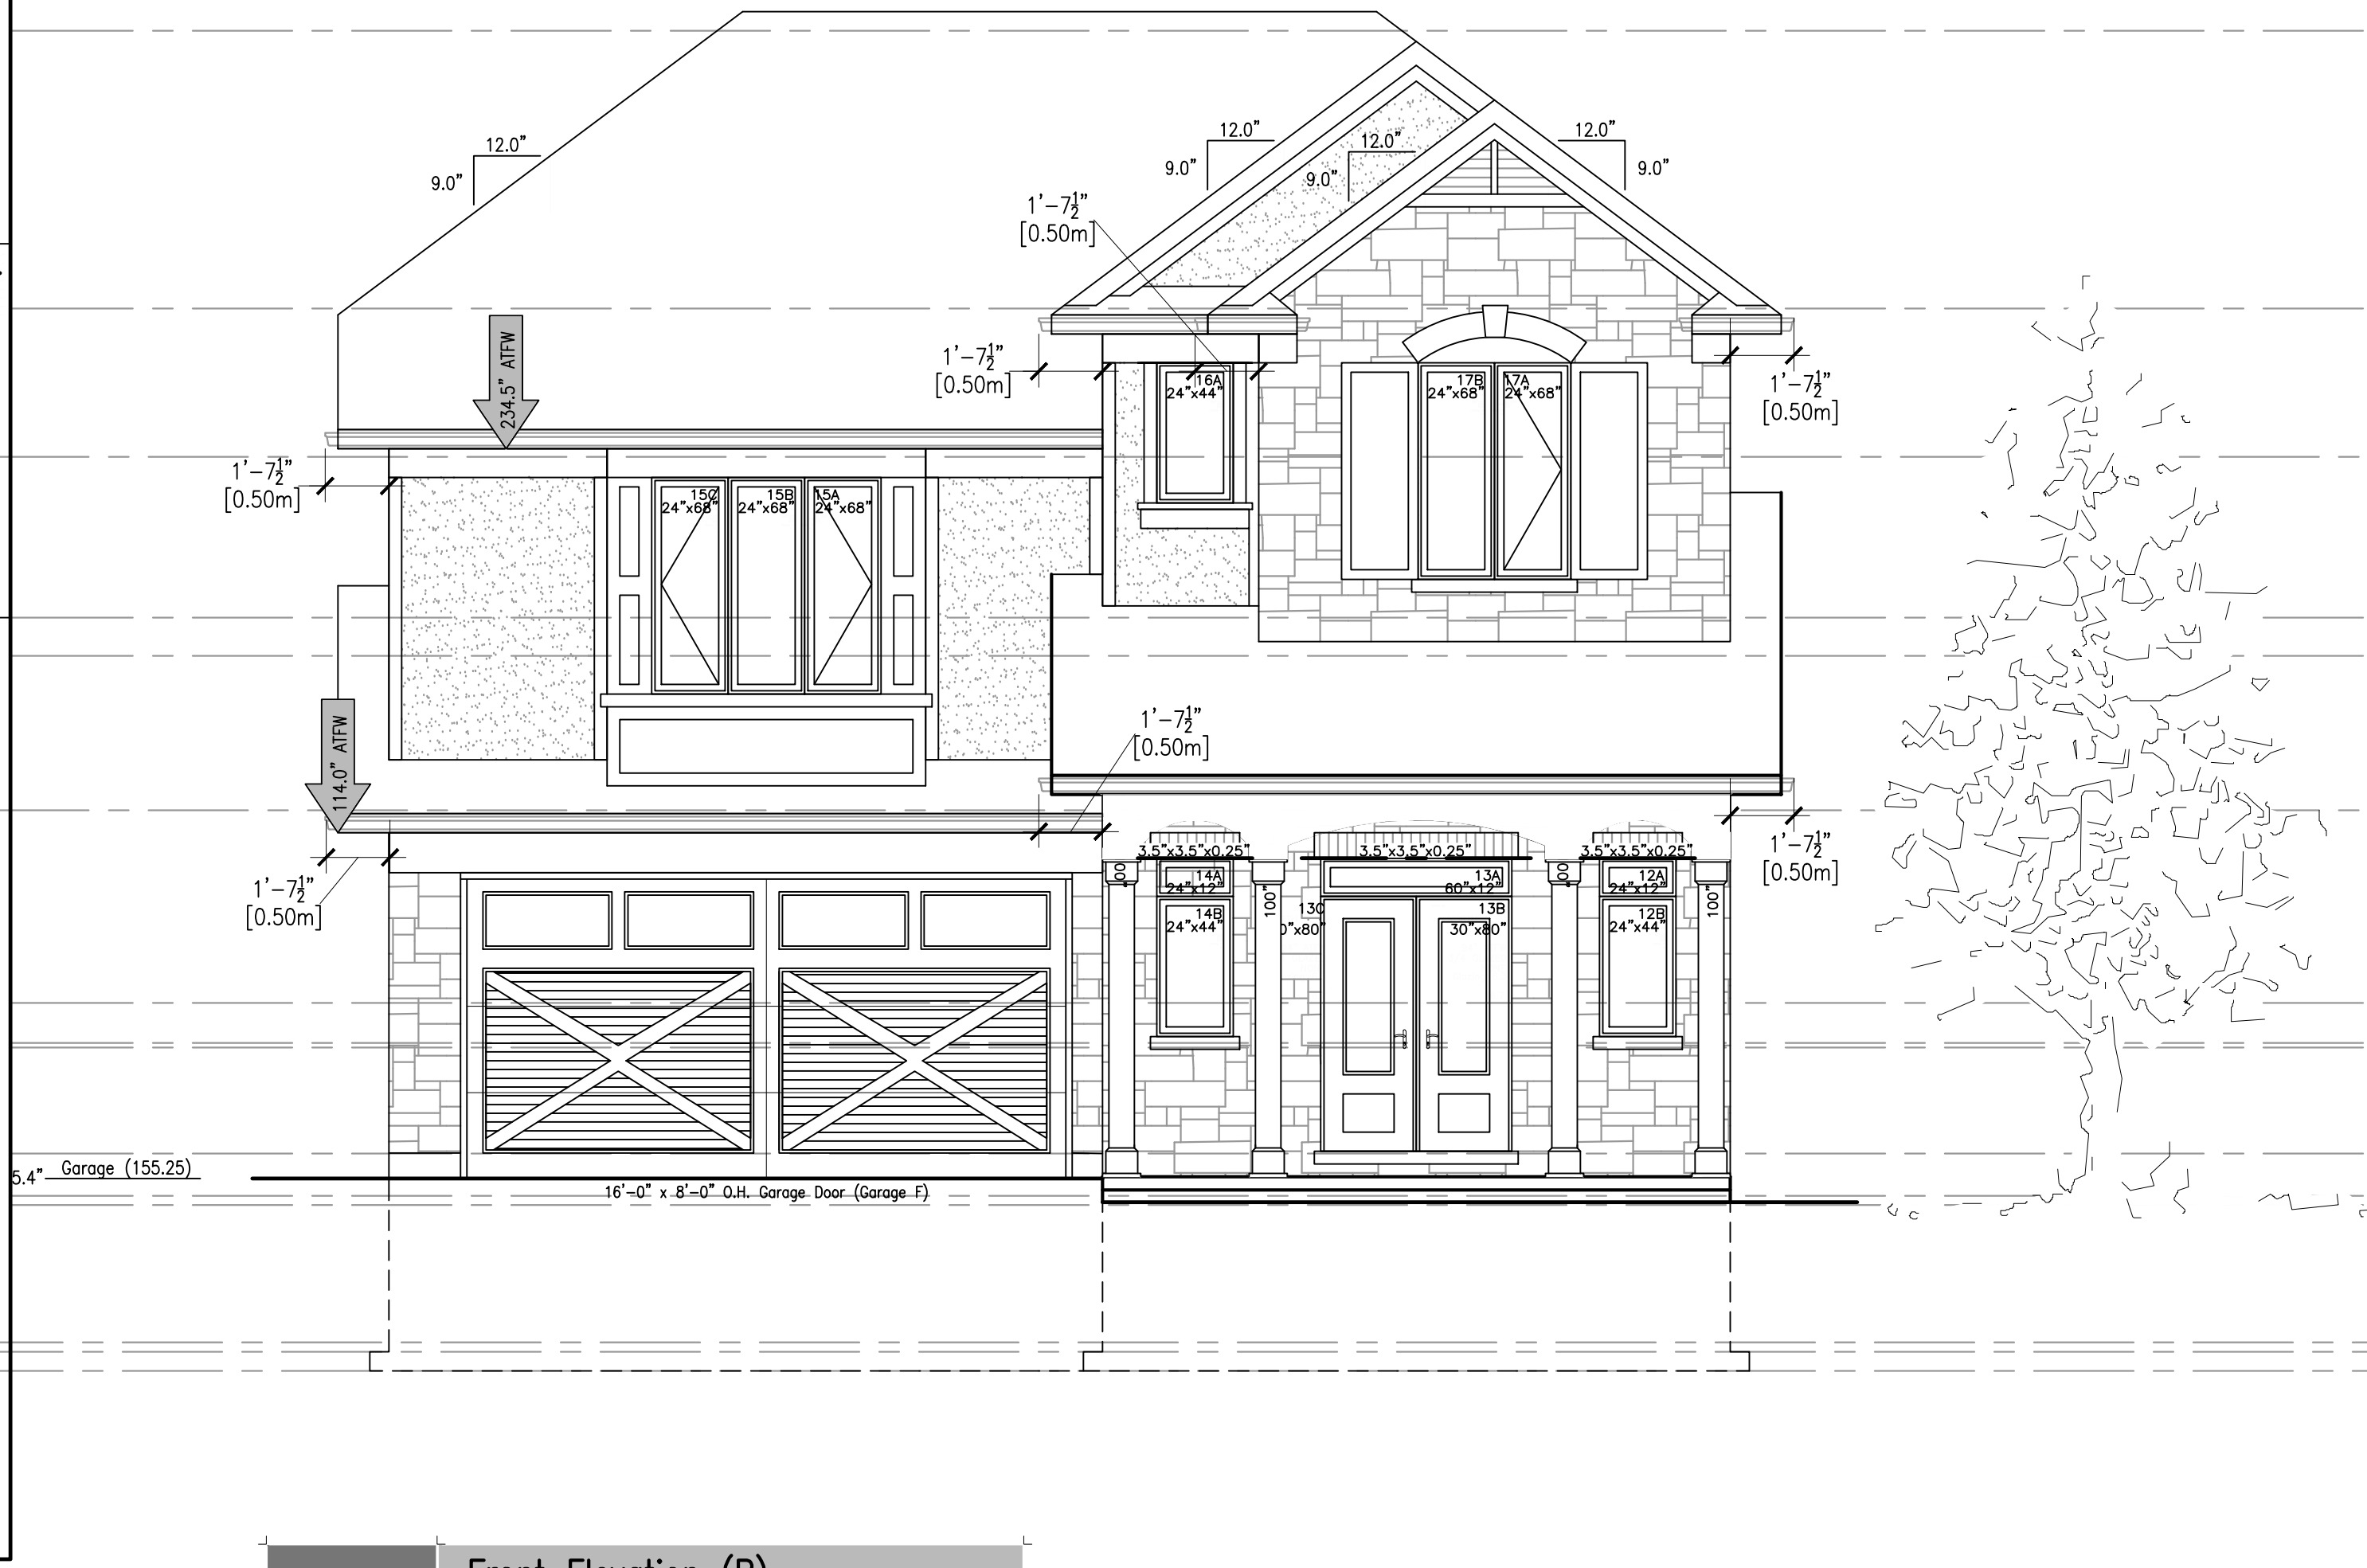 12.0"
9.0"
12.0"
9.0"
12.0"
9.0"
12.0"
9.0"
1'-7½"
[0.50m]
234.5" ATFW
1'-7½"
[0.50m]
1'-7½"
[0.50m]
16A
24"x44"
17B
24"x68"
17A
24"x68"
1'-7½"
[0.50m]
15C
24"x68"
15B
24"x68"
15A
24"x68"
114.0" ATFW
1'-7½"
[0.50m]
1'-7½"
[0.50m]
1'-7½"
[0.50m]
3.5"x3.5"x0.25"
3.5"x3.5"x0.25"
3.5"x3.5"x0.25"
14A
24"x12"
13A
60"x12"
12A
24"x12"
100"
100"
14B
24"x44"
13C
0"x80"
13B
30"x80"
12B
24"x44"
5.4"
Garage (155.25)
16'-0" x 8'-0" O.H. Garage Door (Garage F)